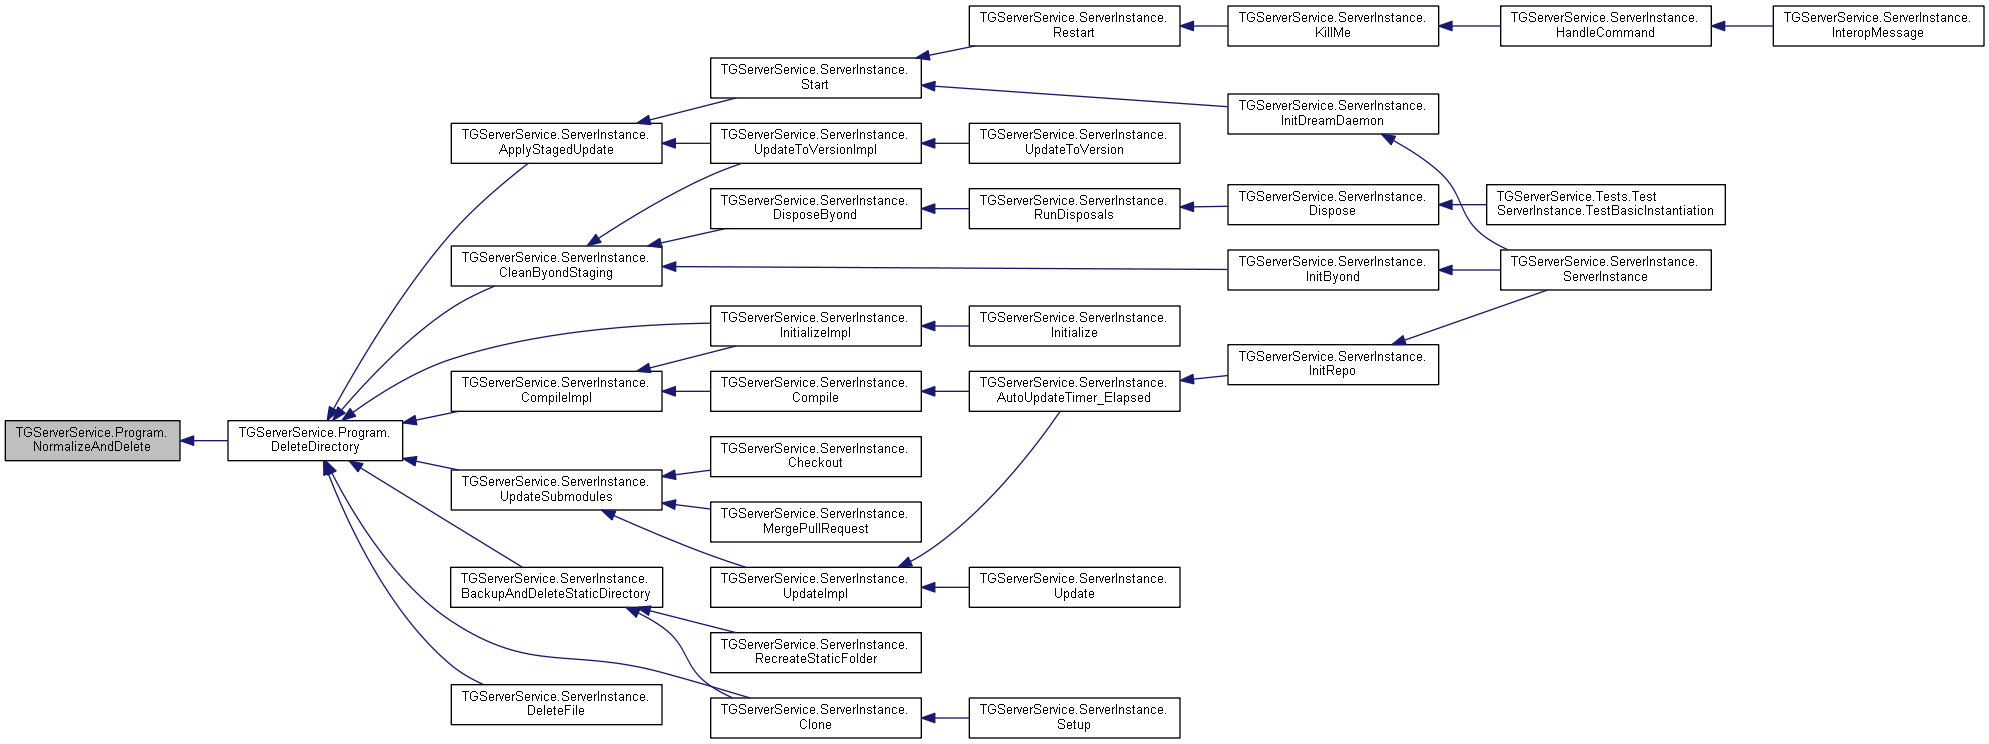 TGServerService.Program.
NormalizeAndDelete
TGServerService.Program.
DeleteDirectory
TGServerService.ServerInstance.
ApplyStagedUpdate
TGServerService.ServerInstance.
CleanByondStaging
TGServerService.ServerInstance.
CompileImpl
TGServerService.ServerInstance.
UpdateSubmodules
TGServerService.ServerInstance.
BackupAndDeleteStaticDirectory
TGServerService.ServerInstance.
DeleteFile
TGServerService.ServerInstance.
Start
TGServerService.ServerInstance.
UpdateToVersionImpl
TGServerService.ServerInstance.
DisposeByond
TGServerService.ServerInstance.
InitializeImpl
TGServerService.ServerInstance.
Compile
TGServerService.ServerInstance.
Checkout
TGServerService.ServerInstance.
MergePullRequest
TGServerService.ServerInstance.
UpdateImpl
TGServerService.ServerInstance.
RecreateStaticFolder
TGServerService.ServerInstance.
Clone
TGServerService.ServerInstance.
Restart
TGServerService.ServerInstance.
UpdateToVersion
TGServerService.ServerInstance.
RunDisposals
TGServerService.ServerInstance.
Initialize
TGServerService.ServerInstance.
AutoUpdateTimer_Elapsed
TGServerService.ServerInstance.
Update
TGServerService.ServerInstance.
Setup
TGServerService.ServerInstance.
KillMe
TGServerService.ServerInstance.
InitDreamDaemon
TGServerService.ServerInstance.
Dispose
TGServerService.ServerInstance.
InitByond
TGServerService.ServerInstance.
InitRepo
TGServerService.ServerInstance.
HandleCommand
TGServerService.Tests.Test
ServerInstance.TestBasicInstantiation
TGServerService.ServerInstance.
ServerInstance
TGServerService.ServerInstance.
InteropMessage